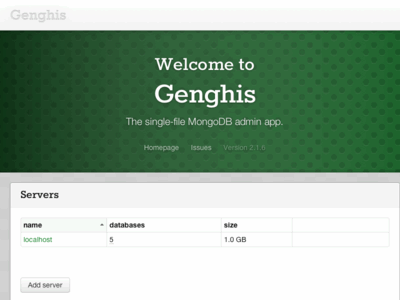 Genghis
Welcome to
Genghis
The single-file MongoDB admin app.
Homepage Issues Version 2.1.6
Servers
name databases size
localhost 5 1.0 GB
Add server